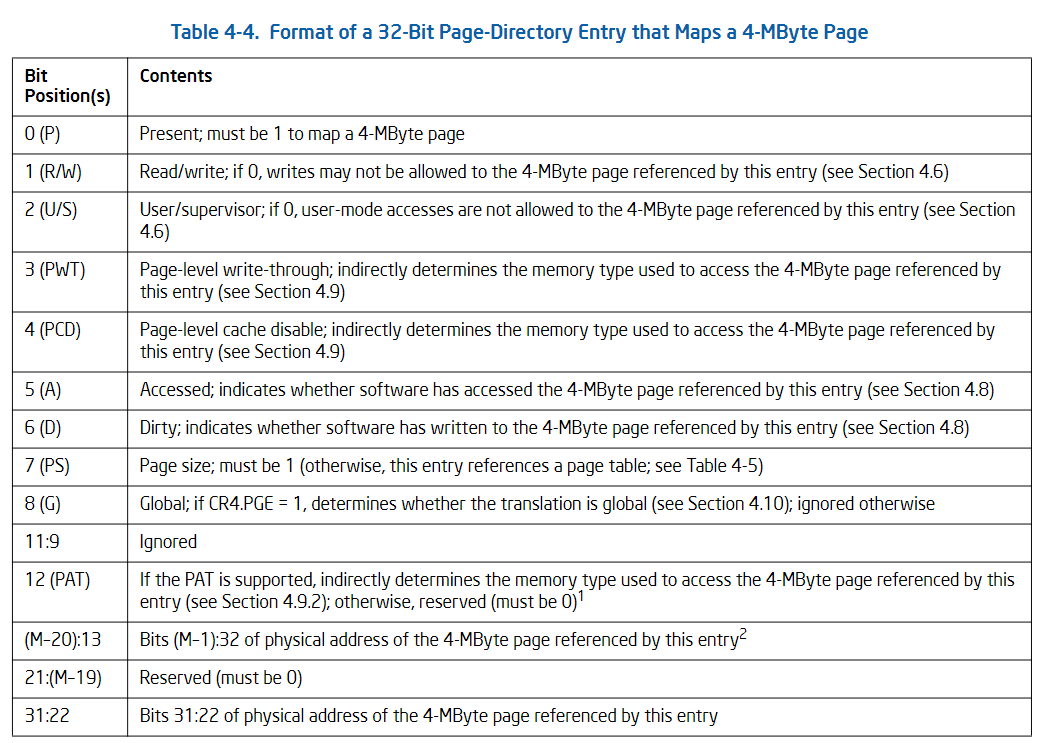 Table 4-4. Format of a 32-Bit Page-Directory Entry that Maps a 4-MByte Page
Bit
Position(s)
Contents
0 (P)
Present; must be 1 to map a 4-MByte page
1 (R/W)
Read/write; if 0, writes may not be allowed to the 4-MByte page referenced by this entry (see Section 4.6)
2 (U/S)
User/supervisor; if 0, user-mode accesses are not allowed to the 4-MByte page referenced by this entry (see Section
4.6)
3 (PWT)
Page-level write-through; indirectly determines the memory type used to access the 4-MByte page referenced by
this entry (see Section 4.9)
4 (PCD)
Page-level cache disable; indirectly determines the memory type used to access the 4-MByte page referenced by
this entry (see Section 4.9)
5 (A)
Accessed; indicates whether software has accessed the 4-MByte page referenced by this entry (see Section 4.8)
6 (D)
Dirty; indicates whether software has written to the 4-MByte page referenced by this entry (see Section 4.8)
7 (PS)
Page size; must be 1 (otherwise, this entry references a page table; see Table 4-5)
8 (G)
Global; if CR4.PGE = 1, determines whether the translation is global (see Section 4.10); ignored otherwise
11:9
Ignored
12 (PAT)
If the PAT is supported, indirectly determines the memory type used to access the 4-MByte page referenced by this
entry (see Section 4.9.2); otherwise, reserved (must be 0)1
(M–20):13
Bits (M–1):32 of physical address of the 4-MByte page referenced by this entry2
21:(M–19)
Reserved (must be 0)
31:22
Bits 31:22 of physical address of the 4-MByte page referenced by this entry